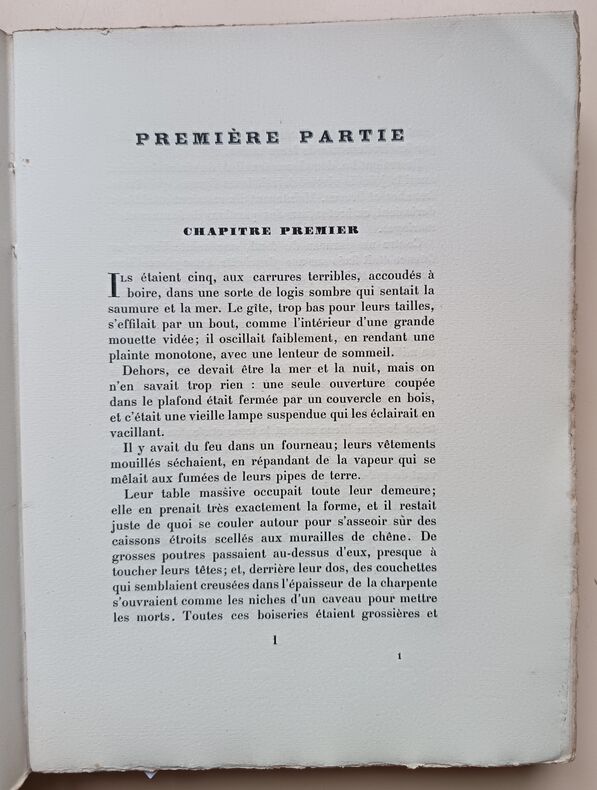 PREMIÈRE PARTIE
CHAPITRE PREMIER
ILS étaient cinq, aux carrures terribles, accoudés à
boire, dans une sorte de logis sombre qui sentait la
saumure et la mer. Le gîte, trop bas pour leurs tailles,
s'effilait par un bout, comme l'intérieur d'une grande
mouette vidée; il oscillait faiblement, en rendant une
plainte monotone, avec une lenteur de sommeil.
Dehors, ce devait être la mer et la nuit, mais on
n'en savait trop rien : une seule ouverture coupée
dans le plafond était fermée par un couvercle en bois,
et c'était une vieille lampe suspendue qui les éclairait en
vacillant.
Il y avait du feu dans un fourneau; leurs vêtements
mouillés séchaient, en répandant de la vapeur qui se
mêlait aux fumées de leurs pipes de terre.
Leur table massive occupait toute leur demeure;
elle en prenait très exactement la forme, et il restait
juste de quoi se couler autour pour s'asseoir sur des
caissons étroits scellés aux murailles de chêne. De
grosses poutres passaient au-dessus d'eux, presque à
toucher leurs têtes; et, derrière leur dos, des couchettes
qui semblaient creusées dans l'épaisseur de la charpente
s'ouvraient comme les niches d'un caveau pour mettre
les morts. Toutes ces boiseries étaient grossières et
1
1